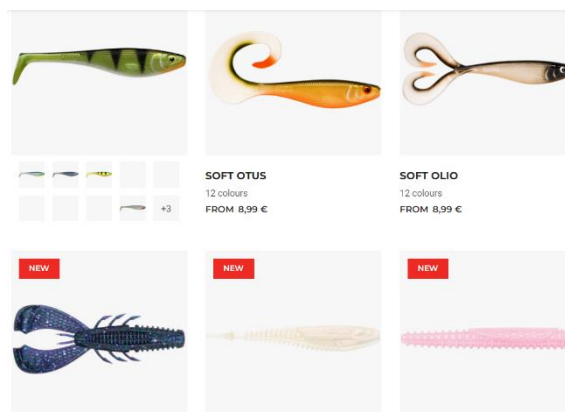 +3
SOFT OTUS
12 colours
FROM 8,99 €
SOFT OLIO
12 colours
FROM 8,99 €
NEW
NEW
NEW